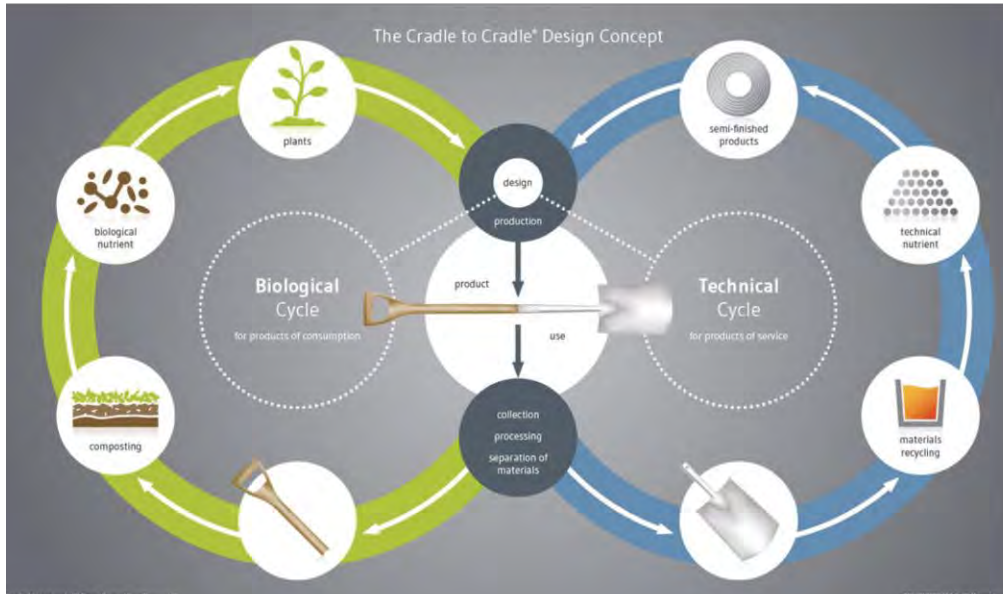 The Cradle to Cradle® Design Concept
plants
semi-finished
products
design
production
biological
nutrient
technical
nutrient
Biological
Cycle
for products of consumption
product
use
Technical
Cycle
for products of service
composting
collection
processing
separation of
materials
materials
recycling